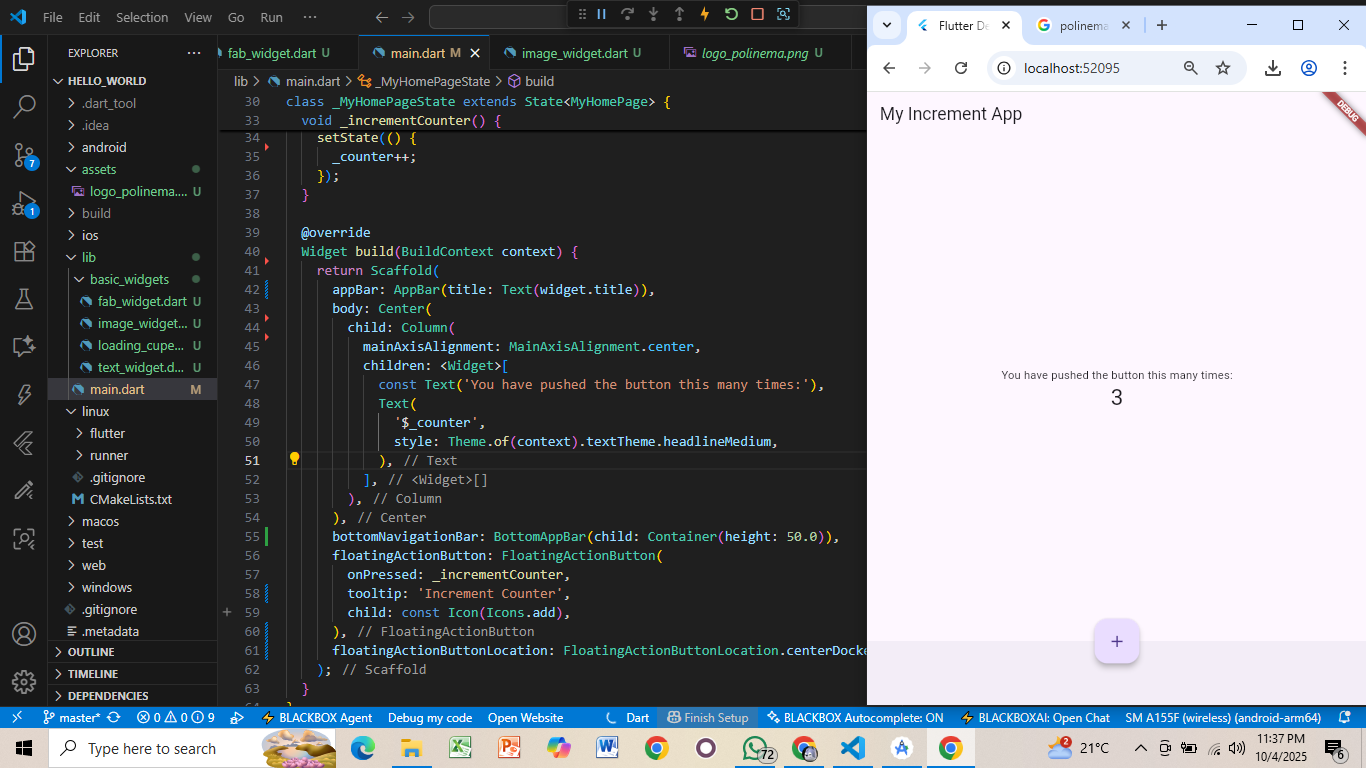 File Edit Selection View Go Run ···
Flutter De
polinema
localhost:52095
EXPLORER ···
HELLO_WORLD
.dart_tool
.idea
android
assets
logo_polinema.... U
build
ios
lib
basic_widgets
fab_widget.dart U
image_widget... U
loading_cupe... U
text_widget.d... U
main.dart M
linux
flutter
runner
.gitignore
CMakeLists.txt
macos
test
web
windows
.gitignore
.metadata
OUTLINE
TIMELINE
DEPENDENCIES
fab_widget.dart U
main.dart M
image_widget.dart U
logo_polinema.png U
lib > main.dart > _MyHomePageState > build
30 class _MyHomePageState extends State<MyHomePage> {
33 void _incrementCounter() {
34 setState(() {
35 _counter++;
36 });
37 }
38
39 @override
40 Widget build(BuildContext context) {
41 return Scaffold(
42 appBar: AppBar(title: Text(widget.title)),
43 body: Center(
44 child: Column(
45 mainAxisAlignment: MainAxisAlignment.center,
46 children: <Widget>[
47 const Text('You have pushed the button this many times:'),
48 Text(
49 '$_counter',
50 style: Theme.of(context).textTheme.headlineMedium,
51 ), // Text
52 ], // <Widget>[]
53 ), // Column
54 ), // Center
55 bottomNavigationBar: BottomAppBar(child: Container(height: 50.0)),
56 floatingActionButton: FloatingActionButton(
57 onPressed: _incrementCounter,
58 tooltip: 'Increment Counter',
59 child: const Icon(Icons.add),
60 ), // FloatingActionButton
61 floatingActionButtonLocation: FloatingActionButtonLocation.centerDocke
62 ); // Scaffold
63 }
My Increment App
DEBUG
You have pushed the button this many times:
3
+
7
1
master* 0 0 9 BLACKBOX Agent Debug my code Open Website Dart Finish Setup BLACKBOX Autocomplete: ON BLACKBOXAI: Open Chat SM A155F (wireless) (android-arm64)
Type here to search
72
2
21°C
11:37 PM
10/4/2025
6